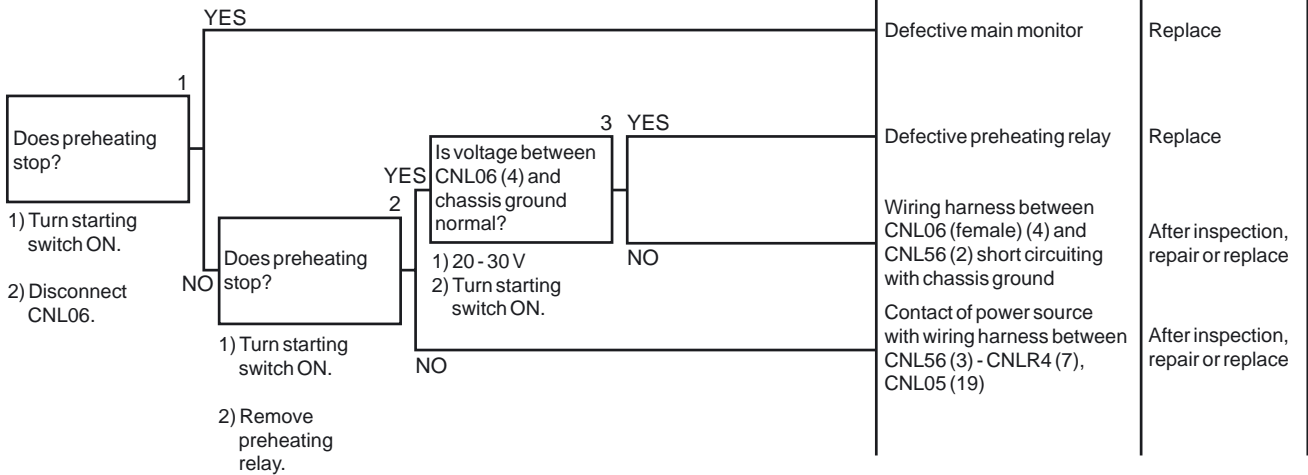 YES
Defective main monitor
Replace
1
Does preheating
stop?
1) Turn starting
switch ON.
2) Disconnect
CNL06.
NO
2
Does preheating
stop?
1) Turn starting
switch ON.
2) Remove
preheating
relay.
YES
3
Is voltage between
CNL06 (4) and
chassis ground
normal?
1) 20 - 30 V
2) Turn starting
switch ON.
YES
Defective preheating relay
Replace
NO
Wiring harness between
CNL06 (female) (4) and
CNL56 (2) short circuiting
with chassis ground
After inspection,
repair or replace
NO
Contact of power source
with wiring harness between
CNL56 (3) - CNLR4 (7),
CNL05 (19)
After inspection,
repair or replace